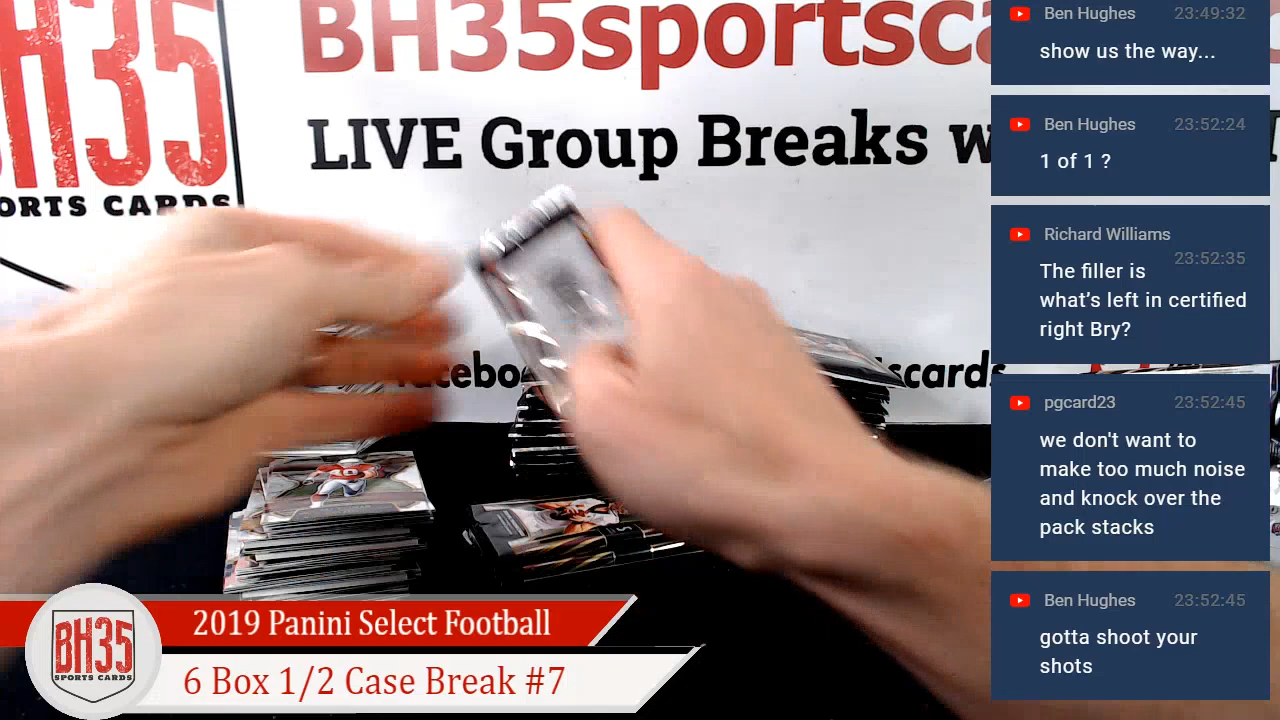 BH35
SPORTS CARDS
BH35sportsca
LIVE Group Breaks w
scards
Ben Hughes 23:49:32
show us the way...
Ben Hughes 23:52:24
1 of 1 ?
Richard Williams
23:52:35
The filler is
what's left in certified
right Bry?
pgcard23 23:52:45
we don't want to
make too much noise
and knock over the
pack stacks
Ben Hughes 23:52:45
gotta shoot your
shots
2019 Panini Select Football
6 Box 1/2 Case Break #7
BH35
SPORTS CARDS